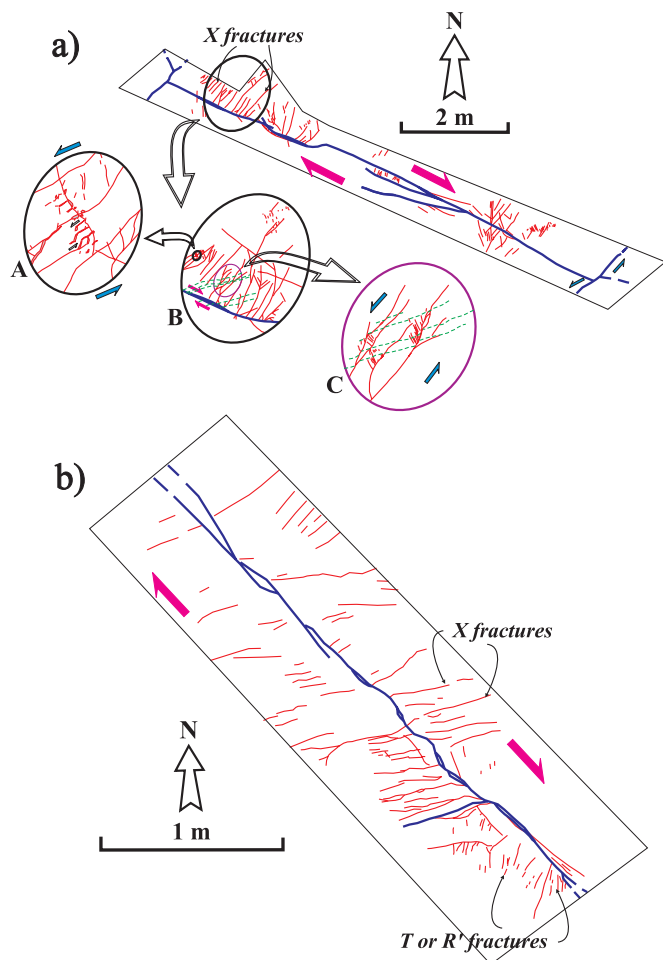 a)
X fractures
N
2 m
A
B
C
b)
X fractures
N
1 m
T or R' fractures